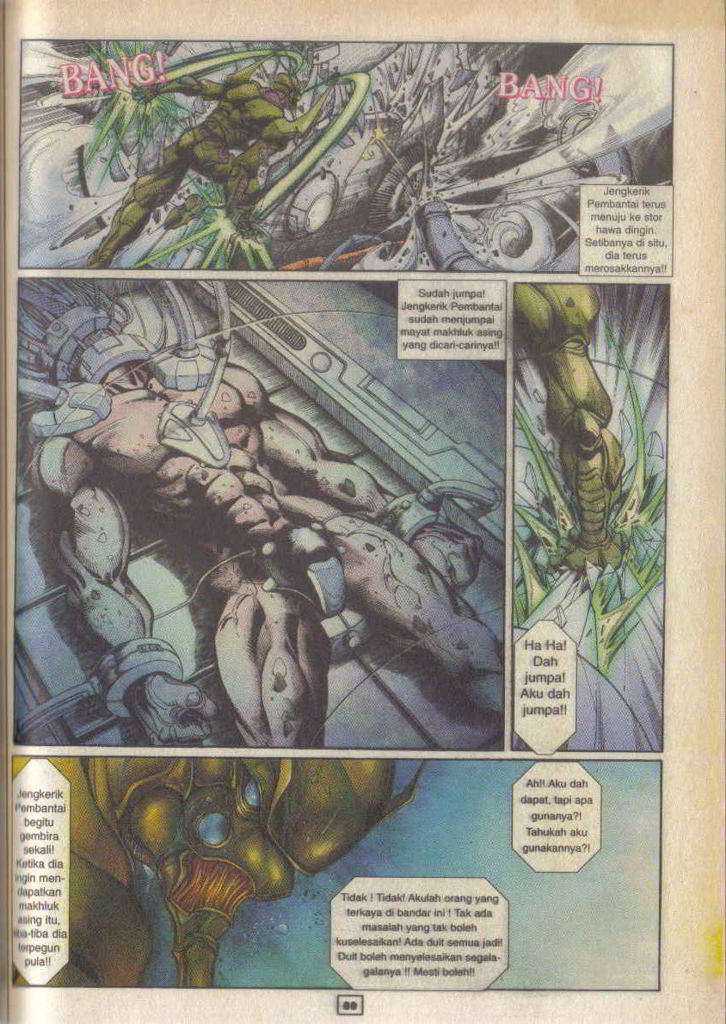 BANG!
BANG!
Jengkerik
Pembantai terus
menuju ke stor
hawa dingin.
Setibanya di situ,
dia terus
merosakkannya!!
Sudah jumpa!
Jengkerik Pembantai
sudah menjumpai
mayat makhluk asing
yang dicari-carinya!!
Ha Ha!
Dah
jumpa!
Aku dah
jumpa!!
Jengkerik
Pembantai
begitu
gembira
sekali!
Ketika dia
ingin men-
dapatkan
makhluk
asing itu,
tiba-tiba dia
terpegun
pula!!
Ah!! Aku dah
dapat, tapi apa
gunanya?!
Tahukah aku
gunakannya?!
Tidak ! Tidak! Akulah orang yang
terkaya di bandar ini ! Tak ada
masalah yang tak boleh
kuselesaikan! Ada duit semua jadi!
Duit boleh menyelesaikan segala-
galanya !! Mesti boleh!!